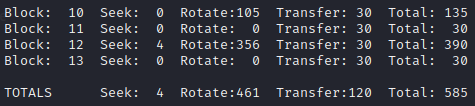 Block:  10  Seek:  0  Rotate:105  Transfer: 30  Total: 135
Block:  11  Seek:  0  Rotate:  0  Transfer: 30  Total:  30
Block:  12  Seek:  4  Rotate:356  Transfer: 30  Total: 390
Block:  13  Seek:  0  Rotate:  0  Transfer: 30  Total:  30
TOTALS      Seek:  4  Rotate:461  Transfer:120  Total: 585